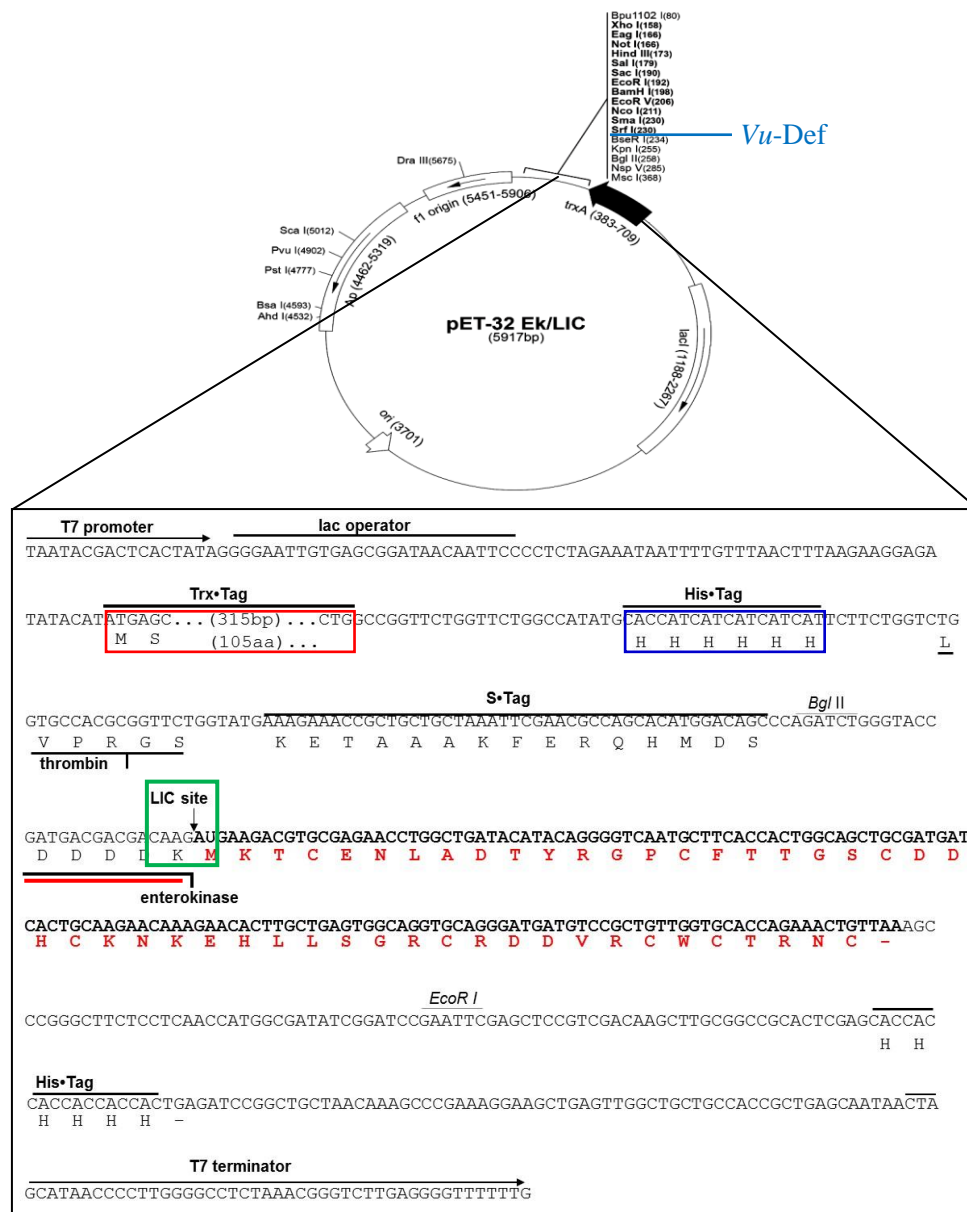 Bpu1102 I(80)
Xho I(158)
Eag I(166)
Not I(166)
Hind III(173)
Sal I(179)
Sac I(190)
EcoR I(192)
BamH I(198)
EcoR V(206)
Nco I(211)
Sma I(230)
Srf I(230)
BseR I(234)
Kpn I(255)
Bgl II(258)
Nsp V(285)
Msc I(368)
Vu-Def
Dra III(5675)
f1 origin (5451-5906)
trxA (383-709)
Sca I(5012)
Pvu I(4902)
Pst I(4777)
Bsa I(4593)
Ahd I(4532)
Ap (4462-5319)
pET-32 Ek/LIC
(5917bp)
lacI (1188-2267)
ori (3701)
T7 promoter lac operator
TAATACGACTCACTATAGGGGAATTGTGAGCGGATAACAATTCCCCTCTAGAAATAATTTTGTTTAACTTTAAGAAGGAGA
Trx•Tag His•Tag
TATACATATGAGC...(315bp)...CTGGCCGGTTCTGGTTCTGGCCATATGCACCATCATCATCATCATTCTTCTGGTCTG
M S (105aa)... H H H H H H L
S•Tag Bgl II
GTGCCACGCGGTTCTGGTATGAAAGAAACCGCTGCTGCTAAATTCGAACGCCAGCACATGGACAGCCCAGATCTGGGTACC
V P R G S K E T A A A K F E R Q H M D S
thrombin
LIC site
GATGACGACGACAAGAUGAAGACGTGCGAGAACCTGGCTGATACATACAGGGGTCAATGCTTCACCACTGGCAGCTGCGATGAT
D D D D K M K T C E N L A D T Y R G P C F T T G S C D D
enterokinase
CACTGCAAGAACAAAGAACACTTGCTGAGTGGCAGGTGCAGGGATGATGTCCGCTGTTGGTGCACCAGAAACTGTTAAAGC
H C K N K E H L L S G R C R D D V R C W C T R N C -
EcoR I
CCGGGCTTCTCCTCAACCATGGCGATATCGGATCCGAATTCGAGCTCCGTCGACAAGCTTGCGGCCGCACTCGAGCACCAC
H H
His•Tag
CACCACCACCACTGAGATCCGGCTGCTAACAAAGCCCGAAAGGAAGCTGAGTTGGCTGCTGCCACCGCTGAGCAATAACTA
H H H H -
T7 terminator
GCATAACCCCTTGGGGCCTCTAAACGGGTCTTGAGGGGTTTTTTG